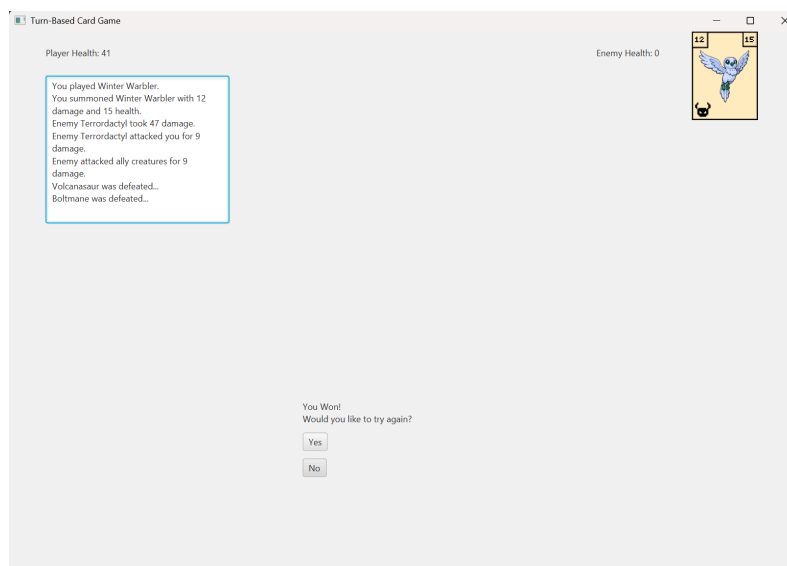 Turn-Based Card Game
Player Health: 41
Enemy Health: 0
12 15
You played Winter Warbler.
You summoned Winter Warbler with 12
damage and 15 health.
Enemy Terrordactyl took 47 damage.
Enemy Terrordactyl attacked you for 9
damage.
Enemy attacked ally creatures for 9
damage.
Volcanasaur was defeated...
Boltmane was defeated...
You Won!
Would you like to try again?
Yes
No